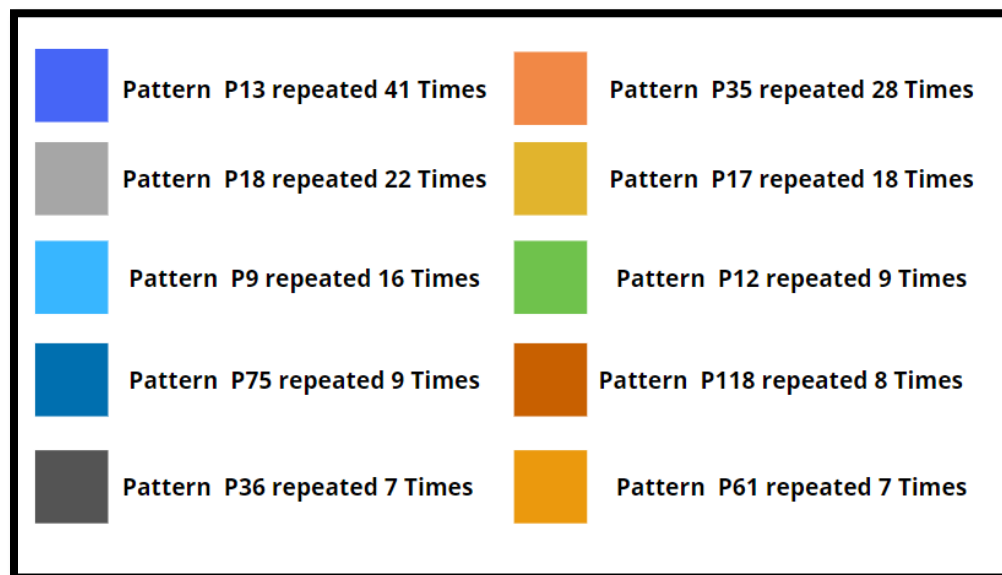 Pattern P13 repeated 41 Times
Pattern P35 repeated 28 Times
Pattern P18 repeated 22 Times
Pattern P17 repeated 18 Times
Pattern P9 repeated 16 Times
Pattern P12 repeated 9 Times
Pattern P75 repeated 9 Times
Pattern P118 repeated 8 Times
Pattern P36 repeated 7 Times
Pattern P61 repeated 7 Times